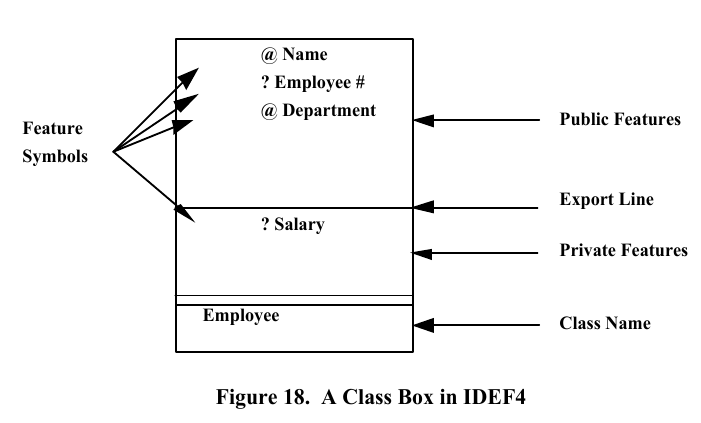 @ Name
? Employee #
@ Department
Feature
Symbols
Public Features
Export Line
? Salary
Private Features
Employee
Class Name
Figure 18.  A Class Box in IDEF4